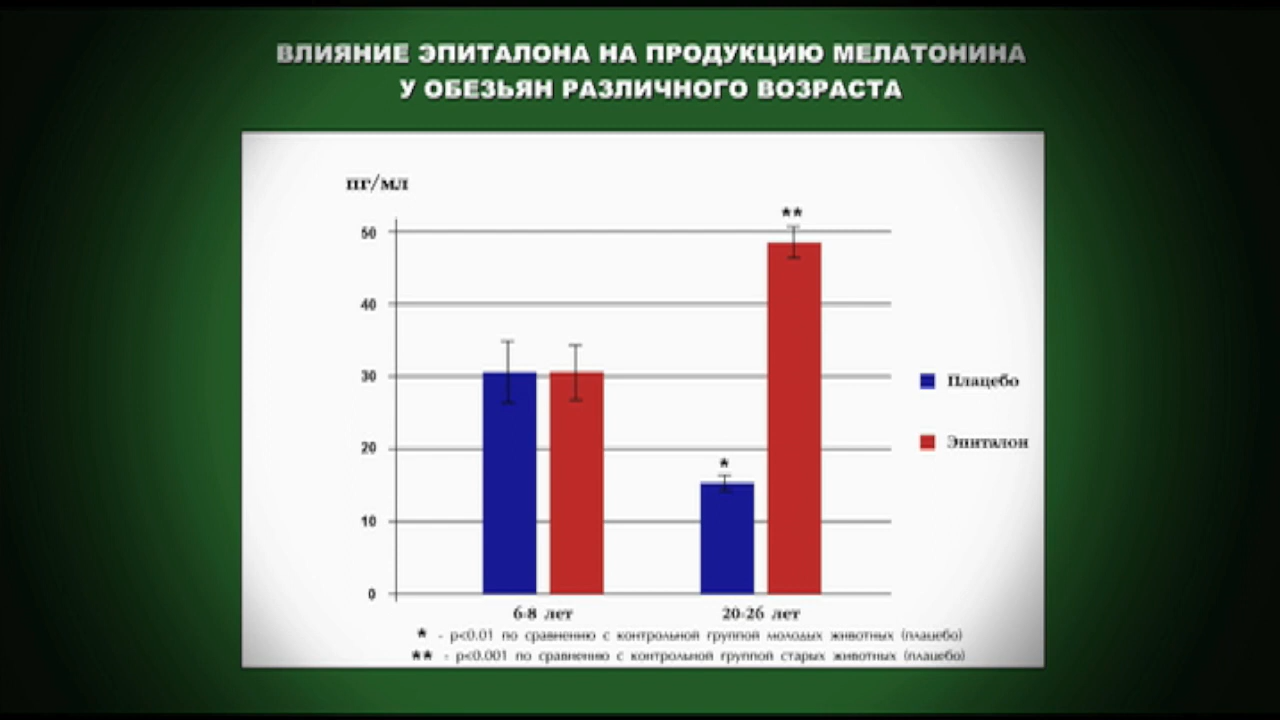 ВЛИЯНИЕ ЭПИТАЛОНА НА ПРОДУКЦИЮ МЕЛАТОНИНА
У ОБЕЗЬЯН РАЗЛИЧНОГО ВОЗРАСТА
пг/мл
50
40
30
20
10
0
**
*
Плацебо
Эпиталон
6-8 лет
20-26 лет
* - p<0.01 по сравнению с контрольной группой молодых животных (плацебо)
** - p<0.001 по сравнению с контрольной группой старых животных (плацебо)